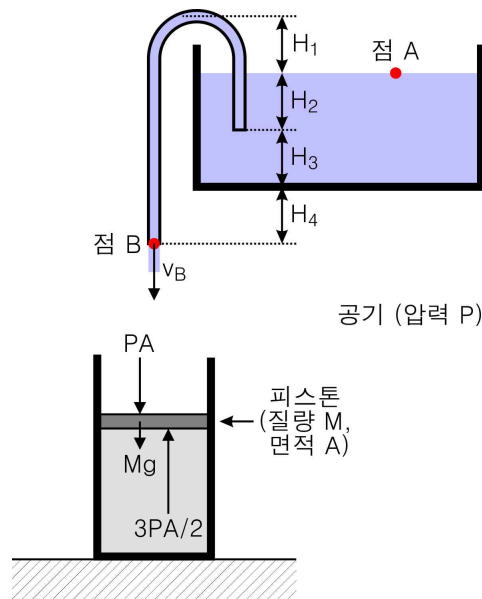 H₁
점 A
H₂
H₃
H₄
점 B
v_B
공기 (압력 P)
PA
피스톤
(질량 M,
면적 A)
Mg
3PA/2